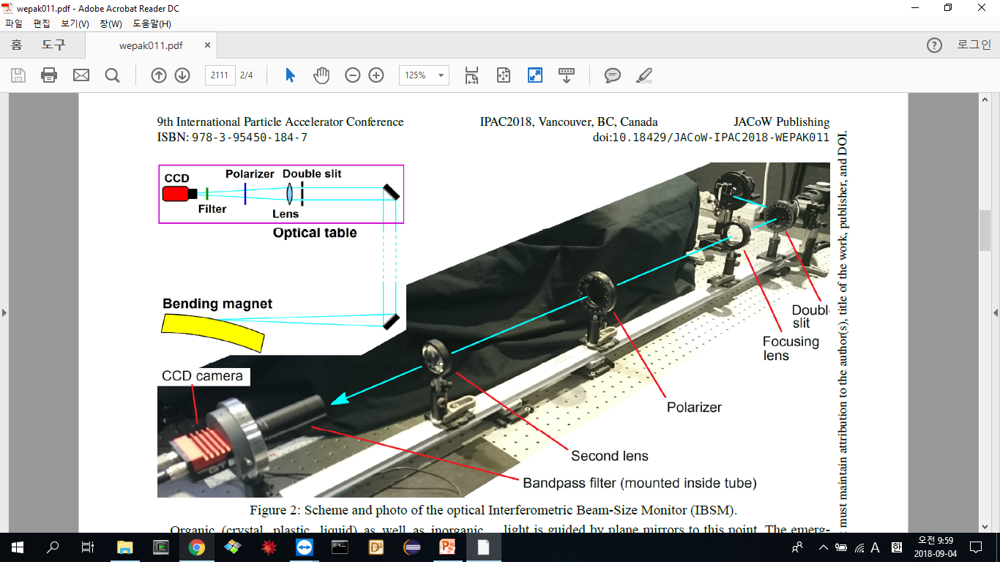 wepak011.pdf - Adobe Acrobat Reader DC
파일 편집 보기(V) 창(W) 도움말(H)
홈 도구 wepak011.pdf × 로그인
2111 2/4 125%
9th International Particle Accelerator Conference IPAC2018, Vancouver, BC, Canada JACoW Publishing
ISBN: 978-3-95450-184-7 doi:10.18429/JACoW-IPAC2018-WEPAK011
CCD Polarizer Double slit
Filter Lens
Optical table
Bending magnet
CCD camera
Doubl
slit
Focusing
lens
Polarizer
Second lens
Bandpass filter (mounted inside tube)
Figure 2: Scheme and photo of the optical Interferometric Beam-Size Monitor (IBSM).
Organic (crystal, plastic, liquid) as well as inorganic light is guided by plane mirrors to this point. The emerg-
must maintain attribution to the author(s), title of the work, publisher, and DOI.
A 한 오전 9:59
2018-09-04